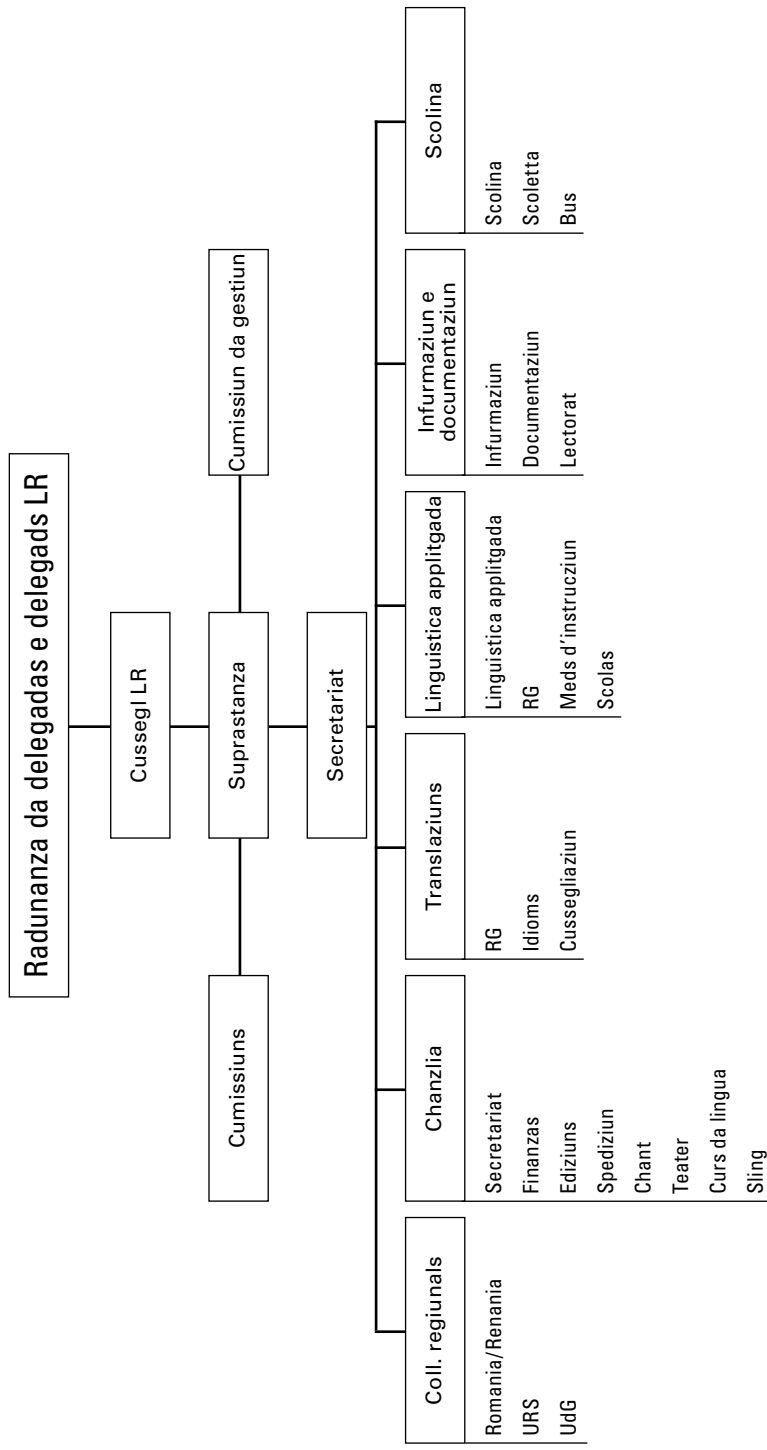 Radunanza da delegadas e delegads LR
Cussegl LR
Cumissiuns
Suprastanza
Cumissiun da gestiun
Secretariat
Coll. regiunals
Romania/Renania
URS
UdG
Chanzlia
Secretariat
Finanzas
Ediziuns
Spediziun
Chant
Teater
Curs da lingua
Sling
Translaziuns
RG
Idioms
Cussegliaziun
Linguistica applitgada
Linguistica applitgada
RG
Meds d'instrucziun
Scolas
Infurmaziun e
documentaziun
Infurmaziun
Documentaziun
Lectorat
Scolina
Scolina
Scoletta
Bus